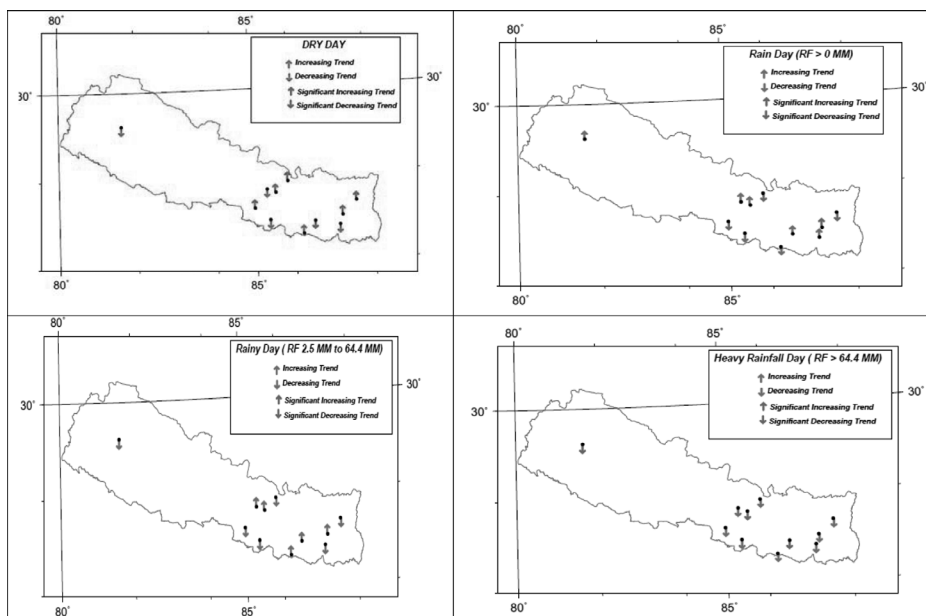 80°
85°
DRY DAY
Increasing Trend
Decreasing Trend
Significant Increasing Trend
Significant Decreasing Trend
30°
30°
80°
85°
80°
85°
Rain Day (RF > 0 MM)
Increasing Trend
Decreasing Trend
Significant Increasing Trend
Significant Decreasing Trend
30°
30°
80°
85°
80°
85°
Rainy Day ( RF 2.5 MM to 64.4 MM)
Increasing Trend
Decreasing Trend
Significant Increasing Trend
Significant Decreasing Trend
30°
30°
80°
85°
80°
85°
Heavy Rainfall Day ( RF > 64.4 MM)
Increasing Trend
Decreasing Trend
Significant Increasing Trend
Significant Decreasing Trend
30°
30°
80°
85°